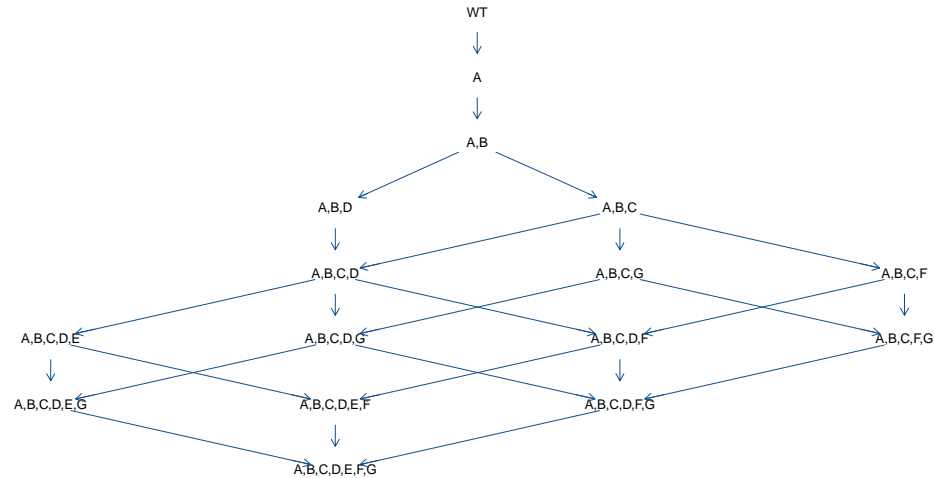 WT
A
A,B
A,B,D
A,B,C
A,B,C,D
A,B,C,G
A,B,C,F
A,B,C,D,E
A,B,C,D,G
A,B,C,D,F
A,B,C,F,G
A,B,C,D,E,G
A,B,C,D,E,F
A,B,C,D,F,G
A,B,C,D,E,F,G